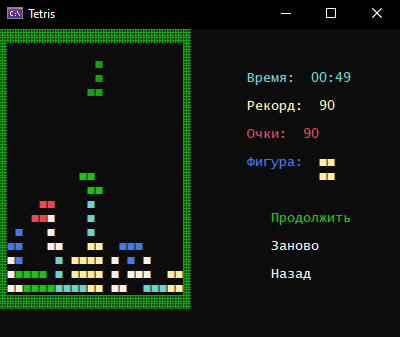 Tetris
Время: 00:49
Рекорд: 90
Очки: 90
Фигура:
Продолжить
Заново
Назад